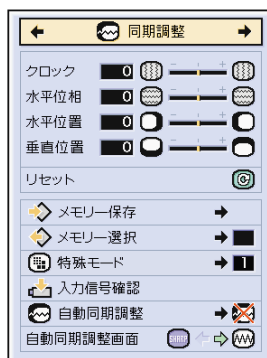 同期調整
クロック 0
水平位相 0
水平位置 0
垂直位置 0
リセット
メモリー保存
メモリー選択
特殊モード 1
入力信号確認
自動同期調整
自動同期調整画面